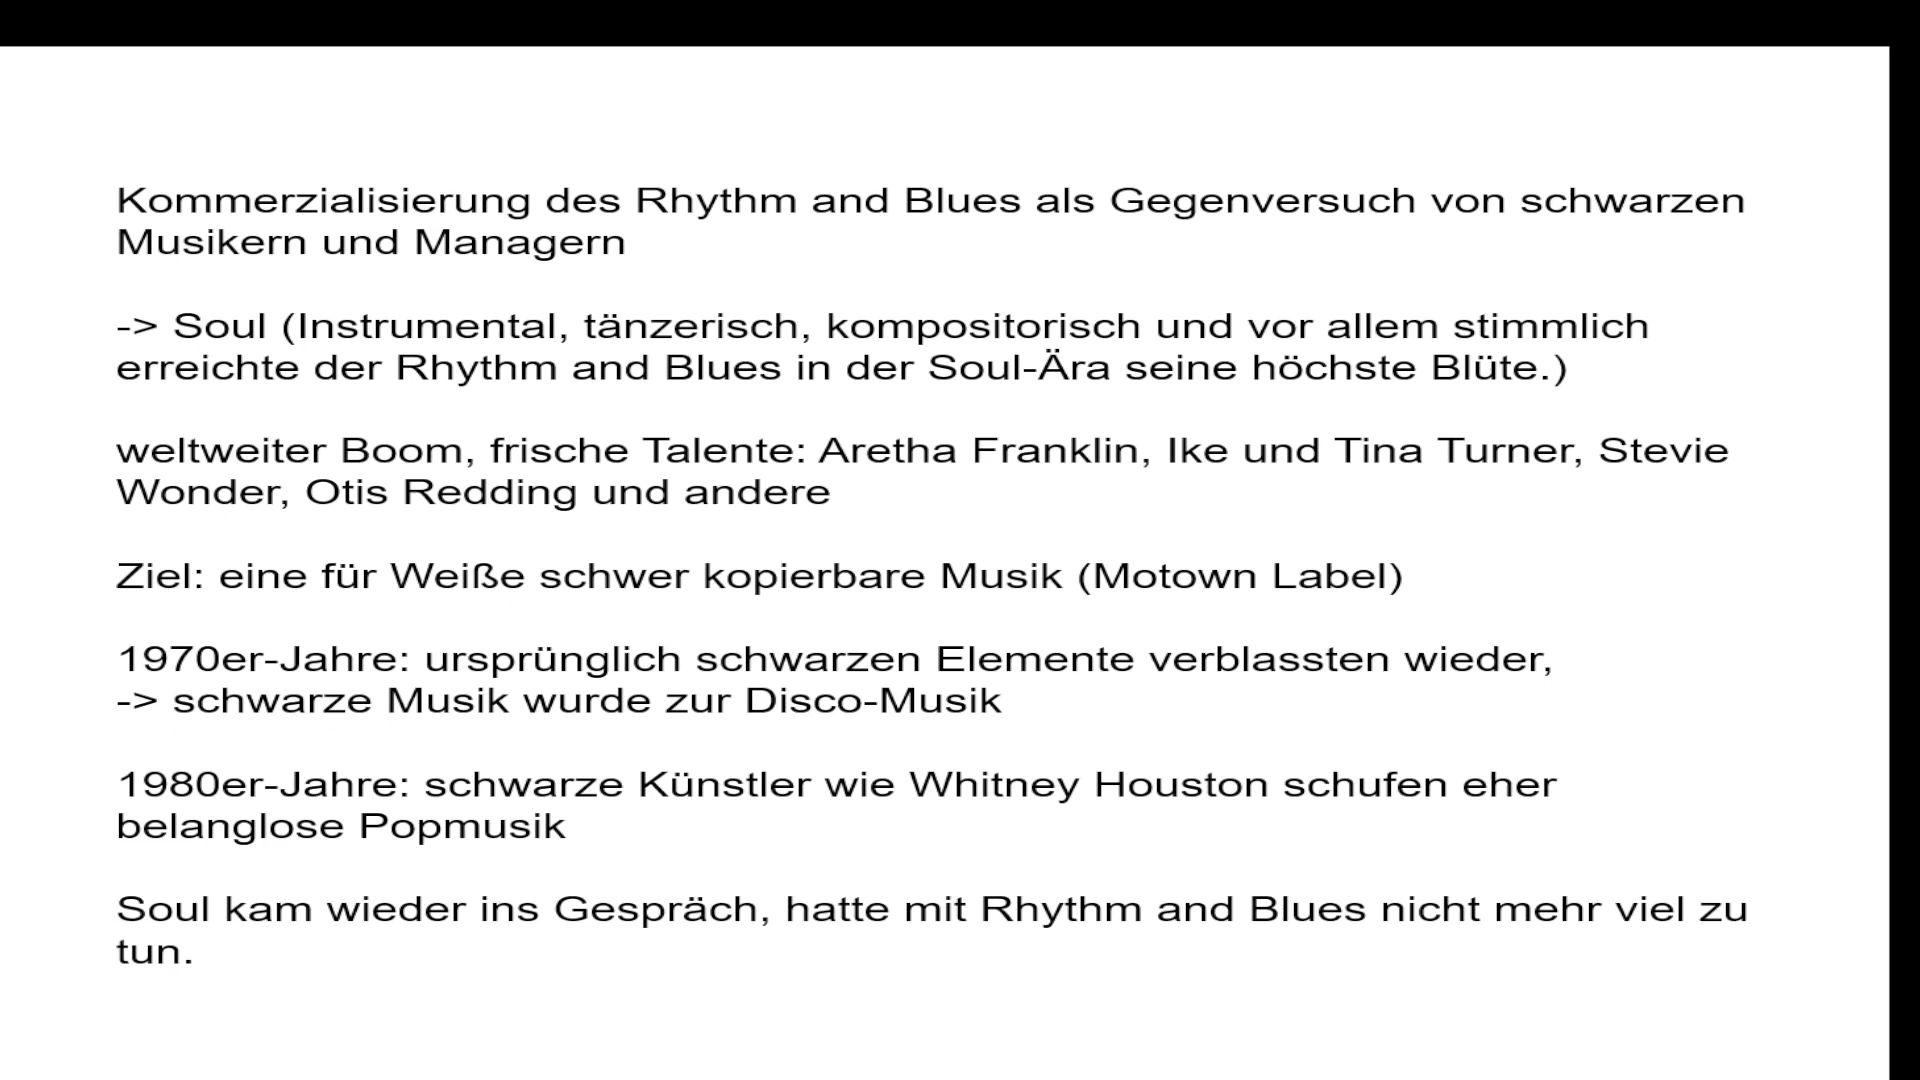 Kommerzialisierung des Rhythm and Blues als Gegenversuch von schwarzen
Musikern und Managern
-> Soul (Instrumental, tänzerisch, kompositorisch und vor allem stimmlich
erreichte der Rhythm and Blues in der Soul-Ära seine höchste Blüte.)
weltweiter Boom, frische Talente: Aretha Franklin, Ike und Tina Turner, Stevie
Wonder, Otis Redding und andere
Ziel: eine für Weiße schwer kopierbare Musik (Motown Label)
1970er-Jahre: ursprünglich schwarzen Elemente verblassten wieder,
-> schwarze Musik wurde zur Disco-Musik
1980er-Jahre: schwarze Künstler wie Whitney Houston schufen eher
belanglose Popmusik
Soul kam wieder ins Gespräch, hatte mit Rhythm and Blues nicht mehr viel zu
tun.